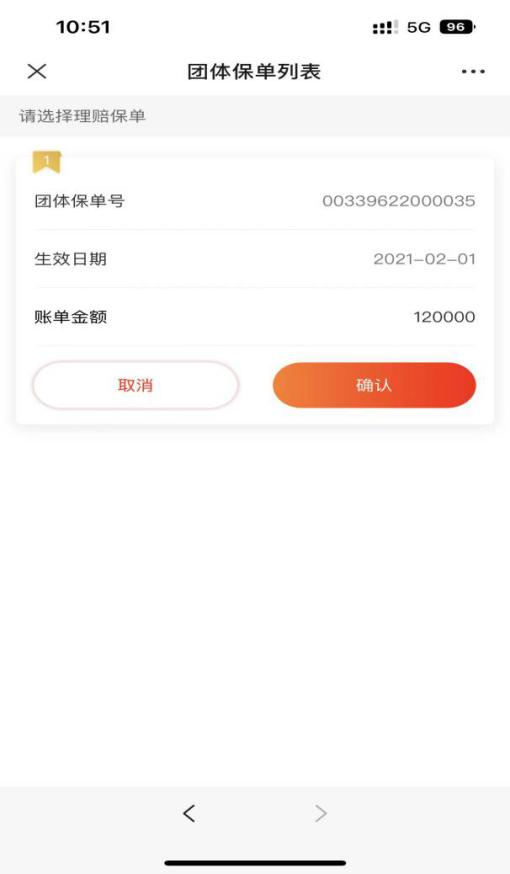 10:51 5G 96
团体保单列表
请选择理赔保单
1
团体保单号 00339622000035
生效日期 2021-02-01
账单金额 120000
取消 确认